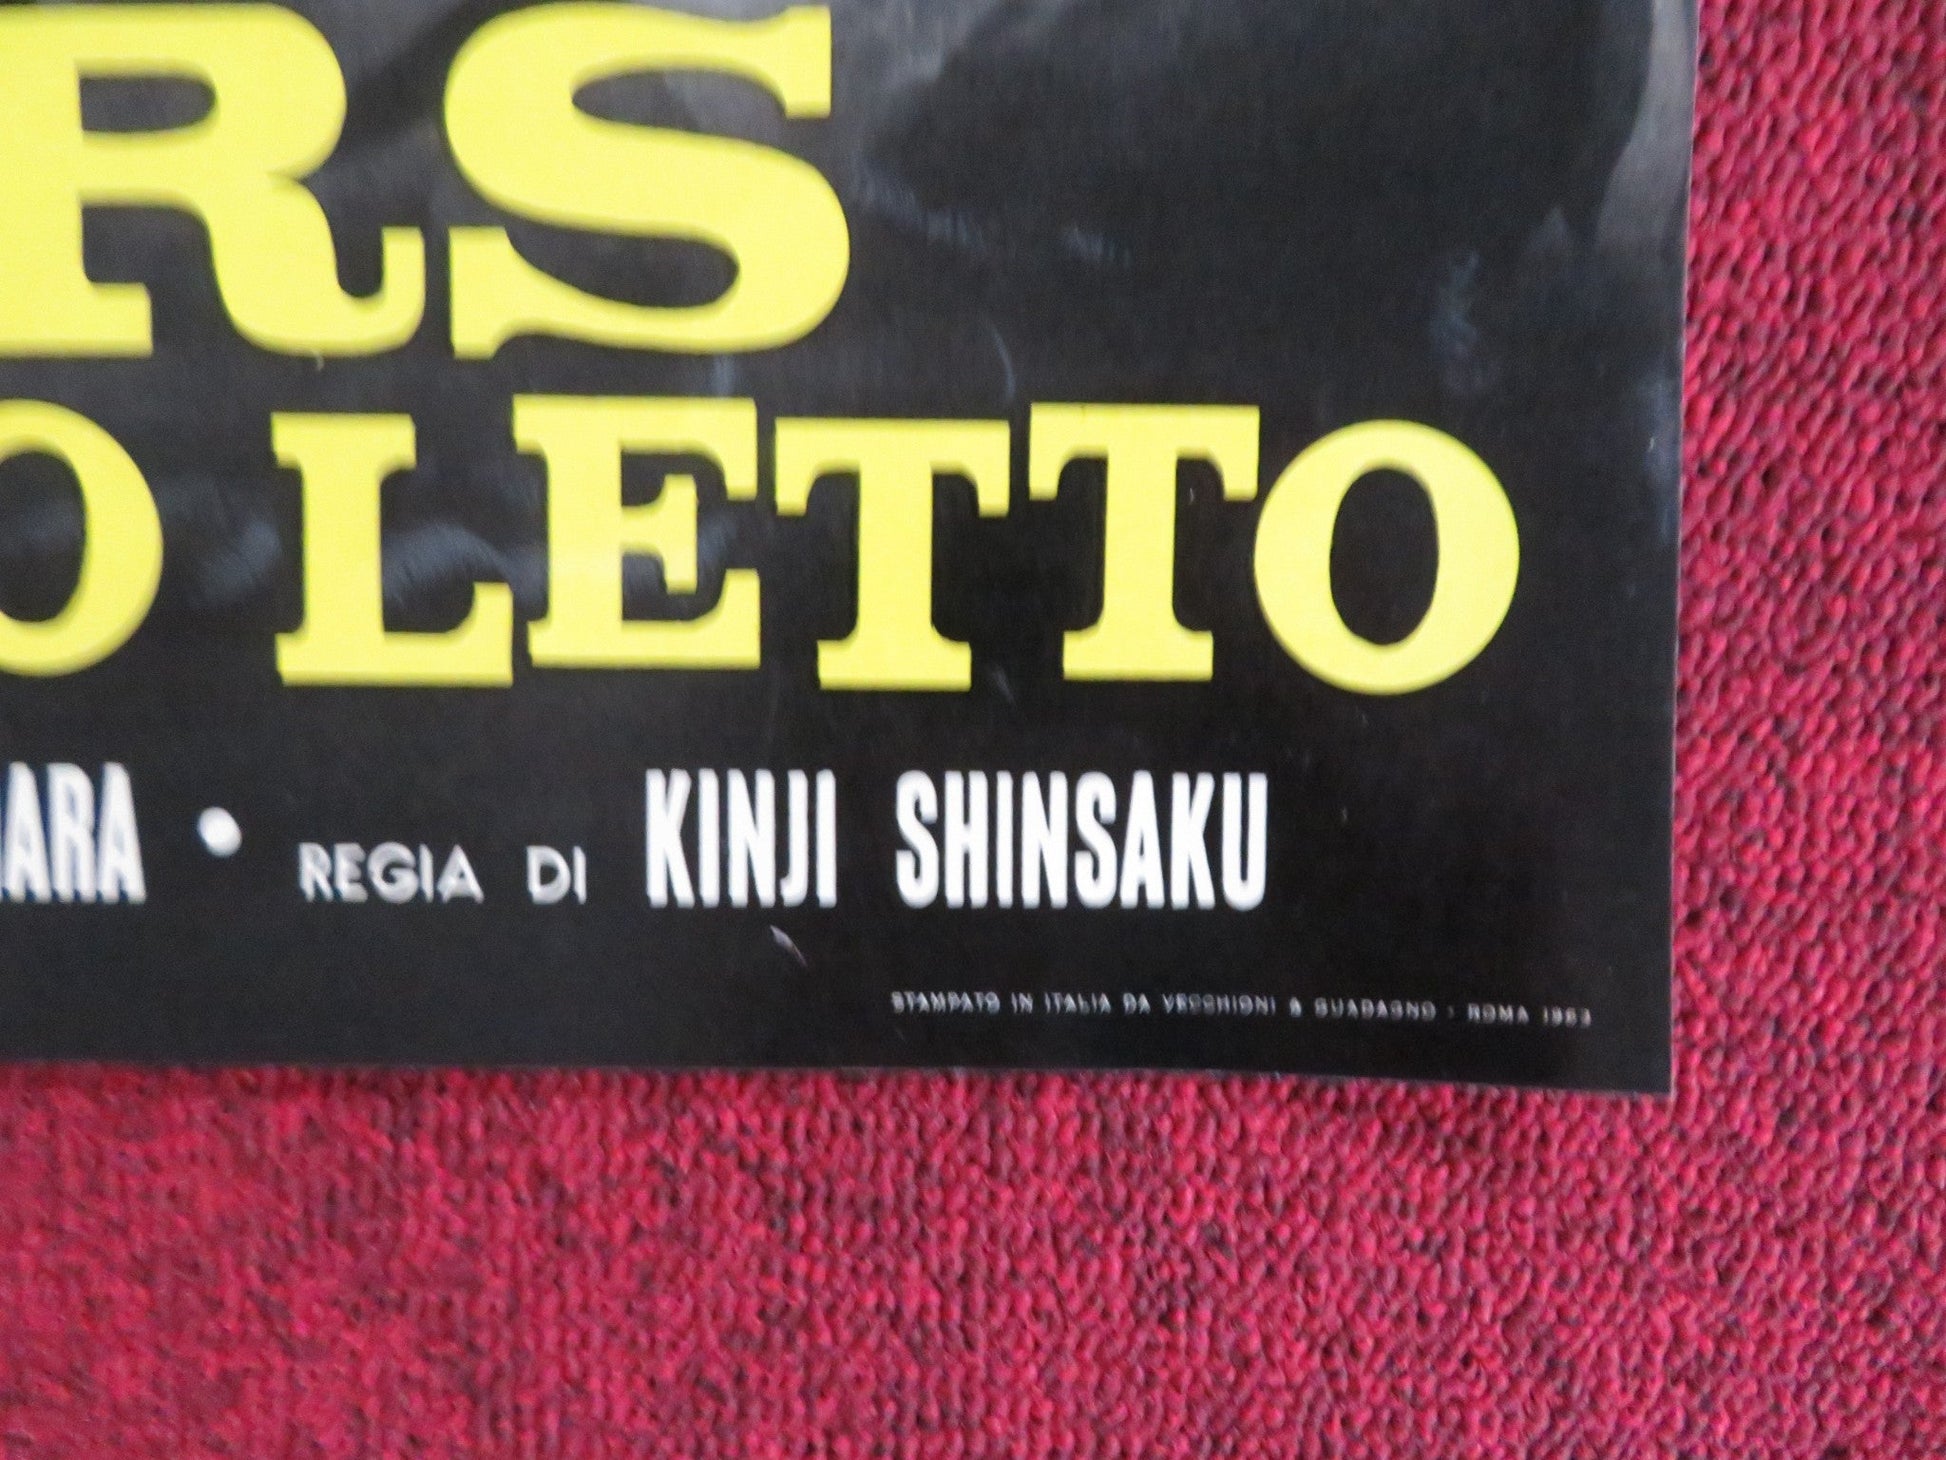 RS
O LETTO
ARA • REGIA DI KINJI SHINSAKU
STAMPATO IN ITALIA DA VECCHIONI & GUADAGNO - ROMA 1963